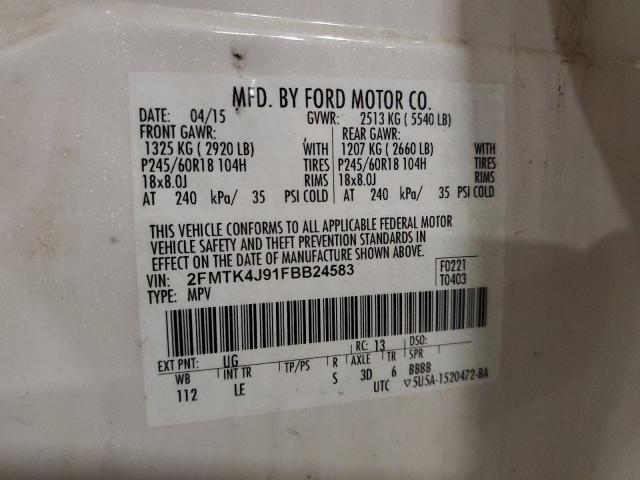 MFD. BY FORD MOTOR CO.
DATE: 04/15 GVWR: 2513 KG ( 5540 LB)
FRONT GAWR: REAR GAWR:
1325 KG ( 2920 LB) WITH 1207 KG ( 2660 LB) WITH
P245/60R18 104H TIRES P245/60R18 104H TIRES
18x8.0J RIMS 18x8.0J RIMS
AT 240 kPa/ 35 PSI COLD AT 240 kPa/ 35 PSI COLD
THIS VEHICLE CONFORMS TO ALL APPLICABLE FEDERAL MOTOR
VEHICLE SAFETY AND THEFT PREVENTION STANDARDS IN
EFFECT ON THE DATE OF MANUFACTURE SHOWN ABOVE.
VIN: 2FMTK4J91FBB24583 F0221
TYPE: MPV T0403
EXT PNT: UG RC: 13 DSO:
WB INT TR TP/PS R AXLE TR SPR
112 LE S 3D 6 BBBB
UTC ▽5U5A-1520472-BA